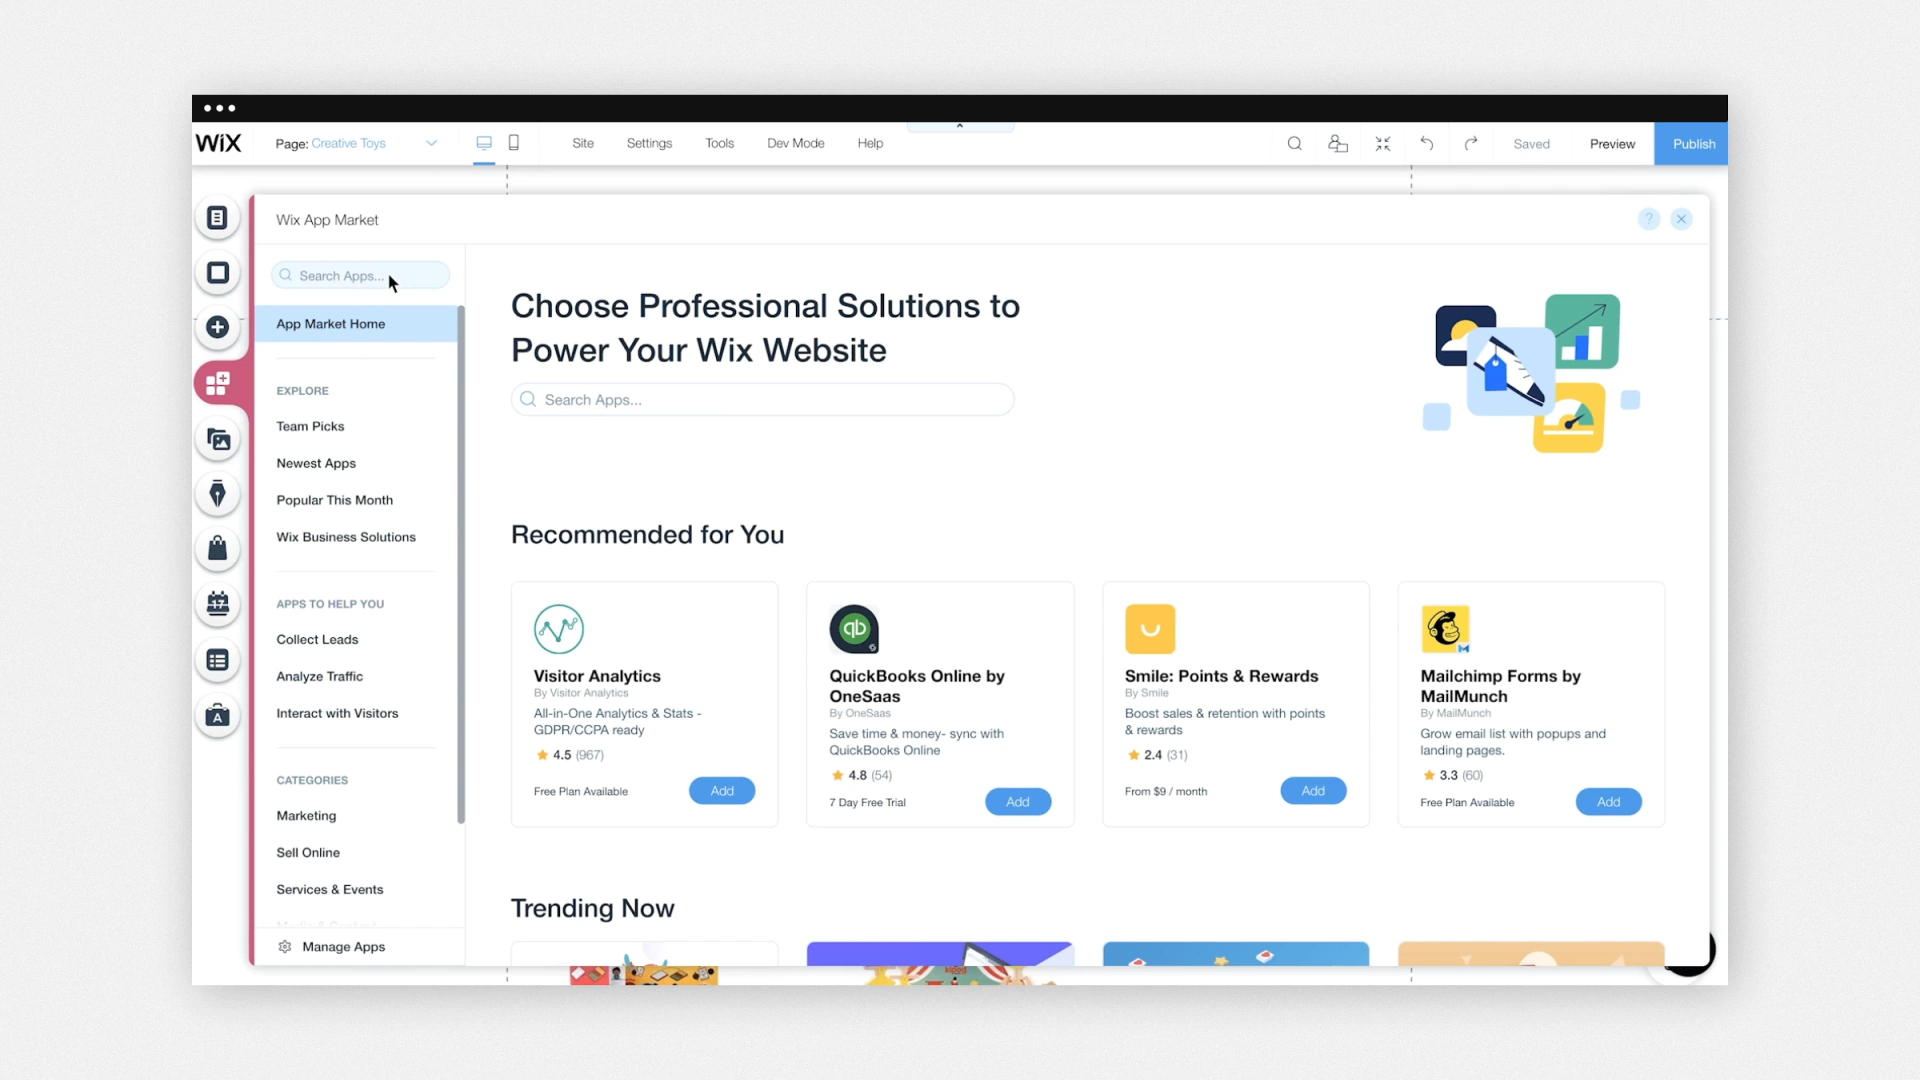 WiX
Page: Creative Toys
Site
Settings
Tools
Dev Mode
Help
Saved
Preview
Publish
Wix App Market
?
Search Apps...
App Market Home
EXPLORE
Team Picks
Newest Apps
Popular This Month
Wix Business Solutions
APPS TO HELP YOU
Collect Leads
Analyze Traffic
Interact with Visitors
CATEGORIES
Marketing
Sell Online
Services & Events
Manage Apps
Choose Professional Solutions to
Power Your Wix Website
Search Apps...
Recommended for You
Visitor Analytics
By Visitor Analytics
All-in-One Analytics & Stats -
GDPR/CCPA ready
4.5 (967)
Free Plan Available
Add
qb
QuickBooks Online by
OneSaas
By OneSaas
Save time & money- sync with
QuickBooks Online
4.8 (54)
7 Day Free Trial
Add
Smile: Points & Rewards
By Smile
Boost sales & retention with points
& rewards
2.4 (31)
From $9 / month
Add
Mailchimp Forms by
MailMunch
By MailMunch
Grow email list with popups and
landing pages.
3.3 (60)
Free Plan Available
Add
Trending Now